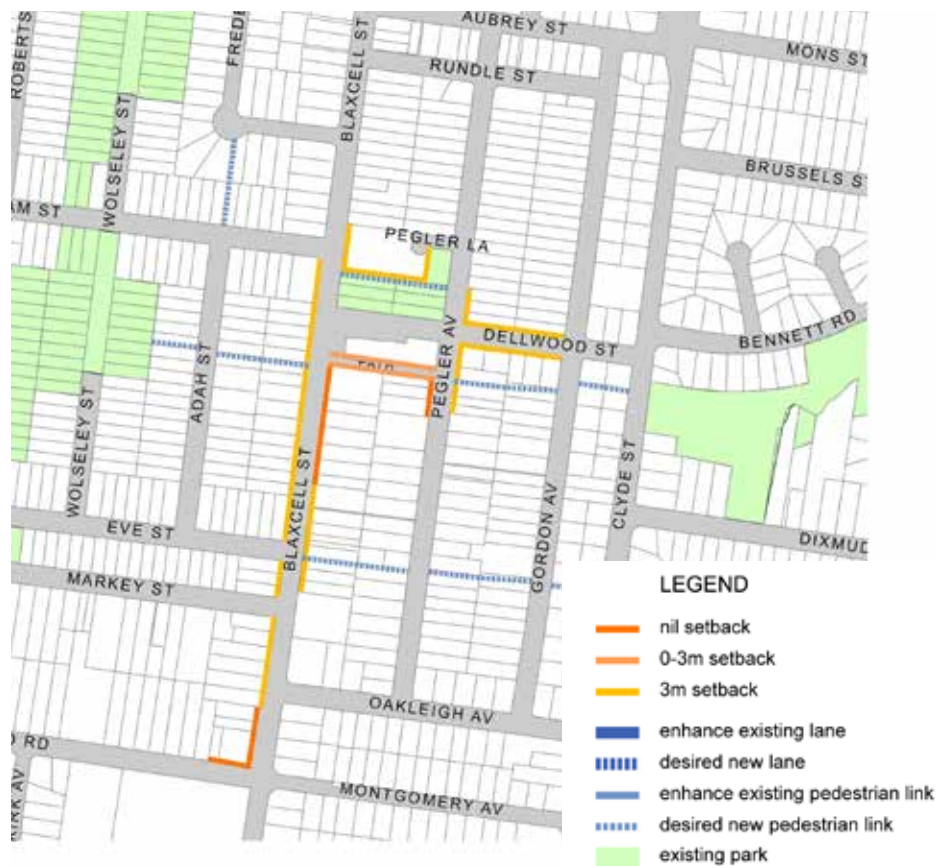 AUBREY ST
MONS ST
ROBERTS
FREDE
BLAXCELL ST
RUNDLE ST
WOLSELEY ST
BRUSSELS ST
AM ST
PEGLER LA
DELLWOOD ST
BENNETT RD
PEGLER AV
ADAH ST
WOLSELEY ST
BLAXCELL ST
GORDON AV
CLYDE ST
EVE ST
DIXMUD
MARKEY ST
OAKLEIGH AV
D RD
MONTGOMERY AV
KIRK AV
LEGEND
nil setback
0-3m setback
3m setback
enhance existing lane
desired new lane
enhance existing pedestrian link
desired new pedestrian link
existing park